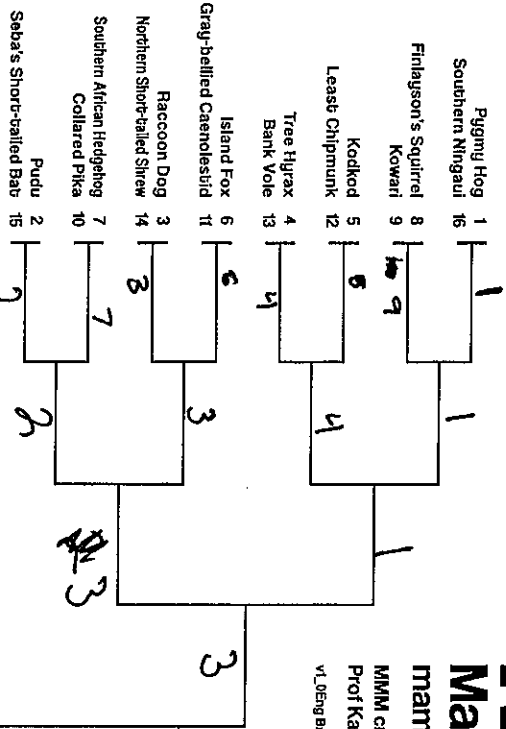 Pygmy Hog 1
Southern Ningaui 16
Finlayson's Squirrel 8
Kowari 9
Kodkod 5
Least Chipmunk 12
Tree Hyrax 4
Bank Vole 13
Island Fox 6
Gray-bellied Caenolestid 11
Raccoon Dog 3
Northern Short-tailed Shrew 14
Southern African Hedgehog 7
Collared Pika 10
Pudu 2
Seba's Short-tailed Bat 15
1
9
5
4
6
3
7
2
1
4
3
2
1
3
3
Ma
mam
MMM c
Prof Ka
v1_0Eng B